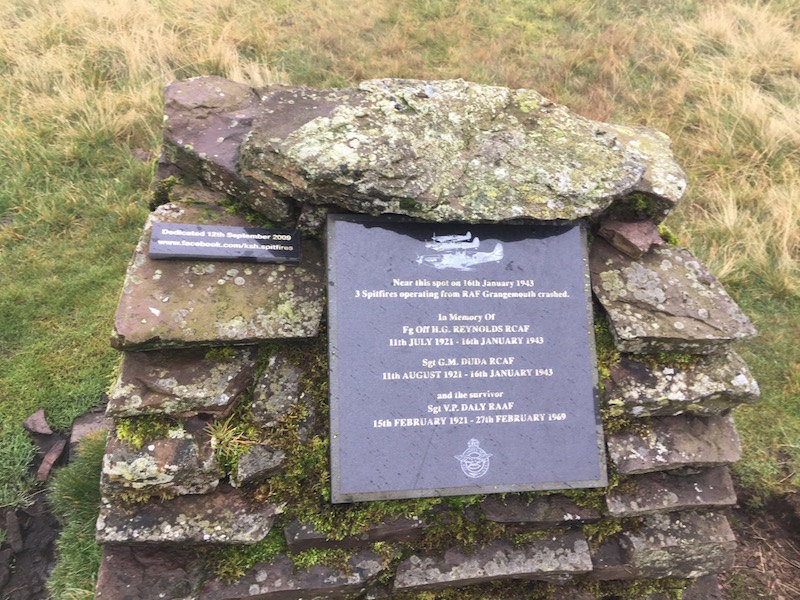 Dedicated 12th September 2009
www.facebook.com/ksh.spitfires
Near this spot on 16th January 1943
3 Spitfires operating from RAF Grangemouth crashed.
In Memory Of
Fg Off H.G. REYNOLDS RCAF
11th JULY 1921 - 16th JANUARY 1943
Sgt G.M. DUDA RCAF
11th AUGUST 1921 - 16th JANUARY 1943
and the survivor
Sgt V.P. DALY RAAF
15th FEBRUARY 1921 - 27th FEBRUARY 1969